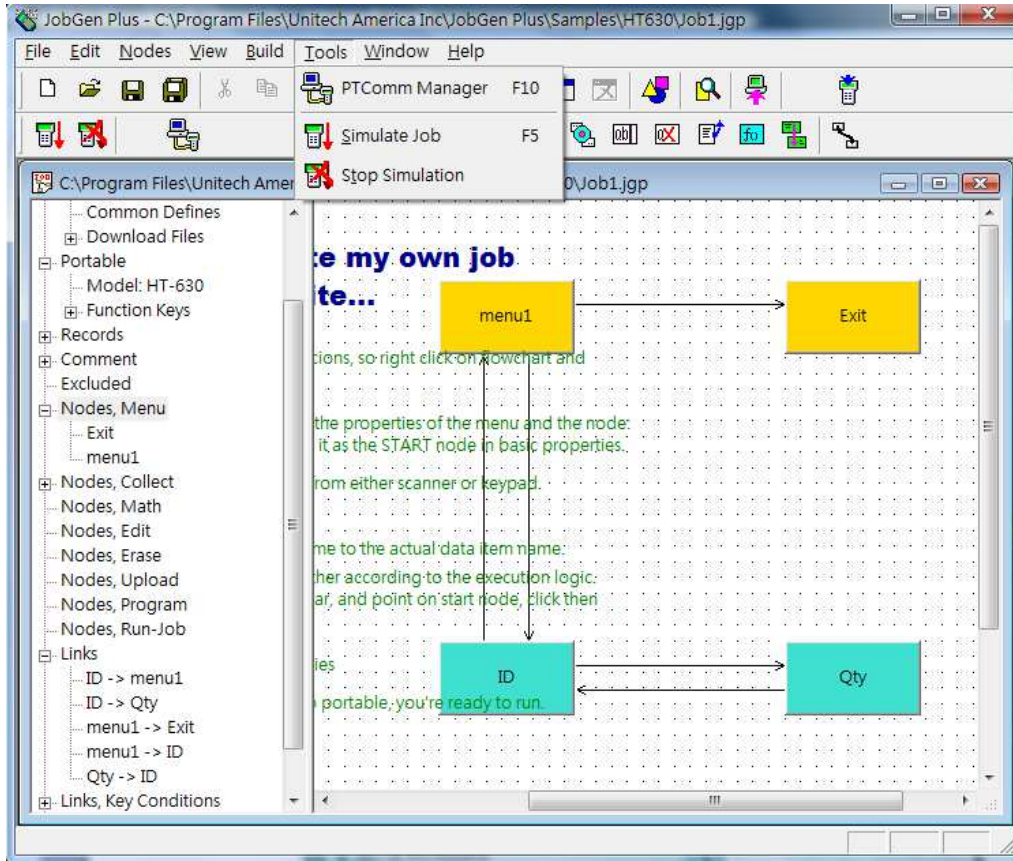 JobGen Plus - C:\Program Files\Unitech America Inc\JobGen Plus\Samples\HT630\Job1.jgp
File Edit Nodes View Build Tools Window Help
PTComm Manager F10
Simulate Job F5
Stop Simulation
C:\Program Files\Unitech Amer
0\Job1.jgp
Common Defines
Download Files
Portable
Model: HT-630
Function Keys
Records
Comment
Excluded
Nodes, Menu
Exit
menu1
Nodes, Collect
Nodes, Math
Nodes, Edit
Nodes, Erase
Nodes, Upload
Nodes, Program
Nodes, Run-Job
Links
ID -> menu1
ID -> Qty
menu1 -> Exit
menu1 -> ID
Qty -> ID
Links, Key Conditions
te my own job
ite...
menu1
Exit
tions, so right click on flowchart and
the properties of the menu and the node:
it as the START node in basic properties.
rom either scanner or keypad.
me to the actual data item name.
ther according to the execution logic.
ar, and point on start node, click then
ies
ID
Qty
portable, you're ready to run.